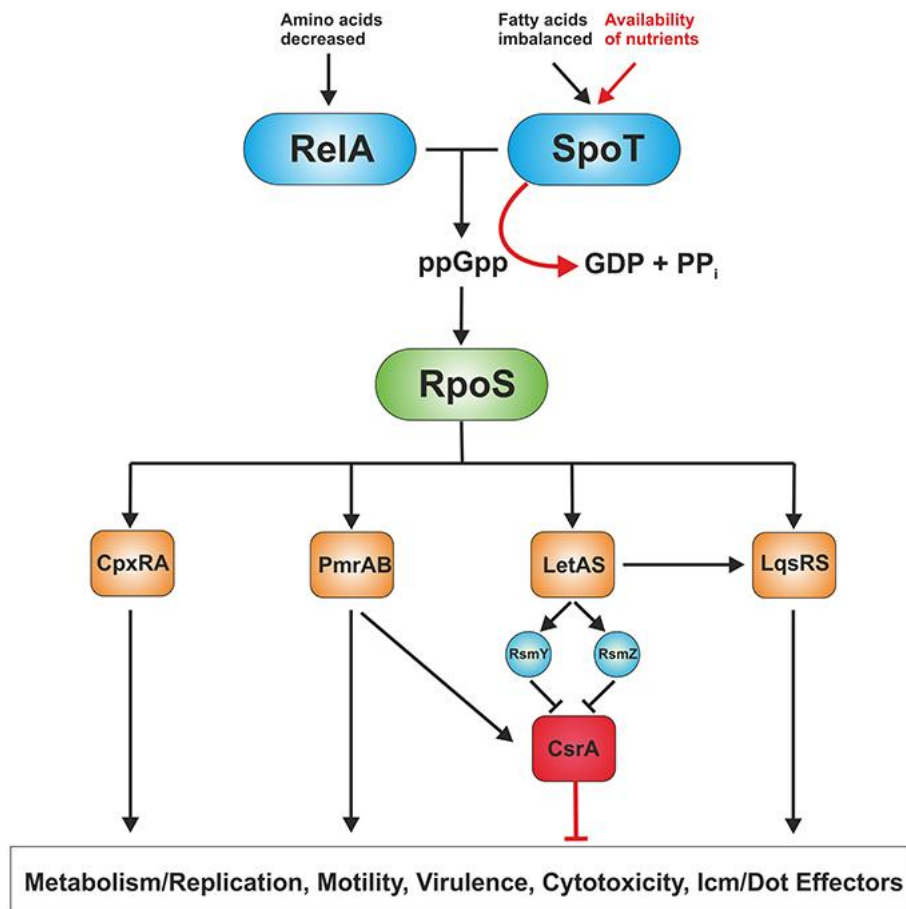 Amino acids
decreased
Fatty acids
imbalanced
Availability
of nutrients
RelA
SpoT
ppGpp
GDP + PPi
RpoS
CpxRA
PmrAB
LetAS
LqsRS
RsmY
RsmZ
CsrA
Metabolism/Replication, Motility, Virulence, Cytotoxicity, Icm/Dot Effectors